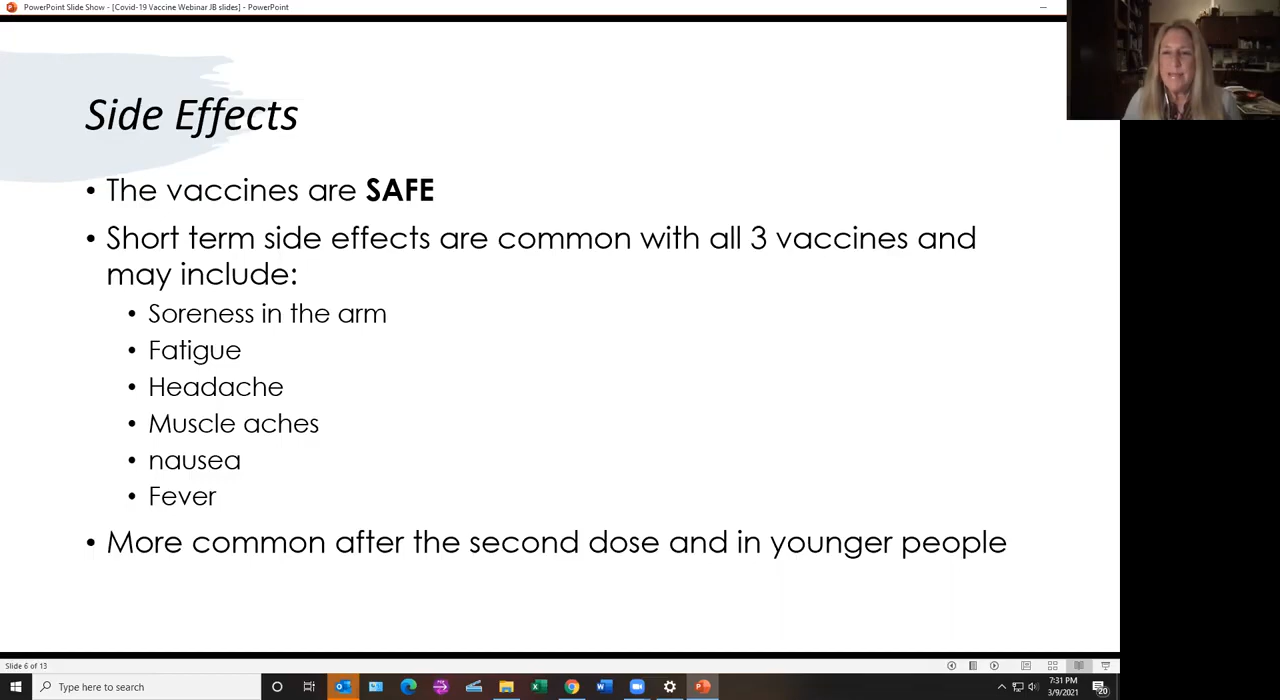 PowerPoint Slide Show - [Covid-19 Vaccine Webinar JB slides] - PowerPoint
Side Effects
• The vaccines are SAFE
• Short term side effects are common with all 3 vaccines and
may include:
• Soreness in the arm
• Fatigue
• Headache
• Muscle aches
• nausea
• Fever
• More common after the second dose and in younger people
Slide 6 of 13
Type here to search
7:31 PM
3/9/2021
20